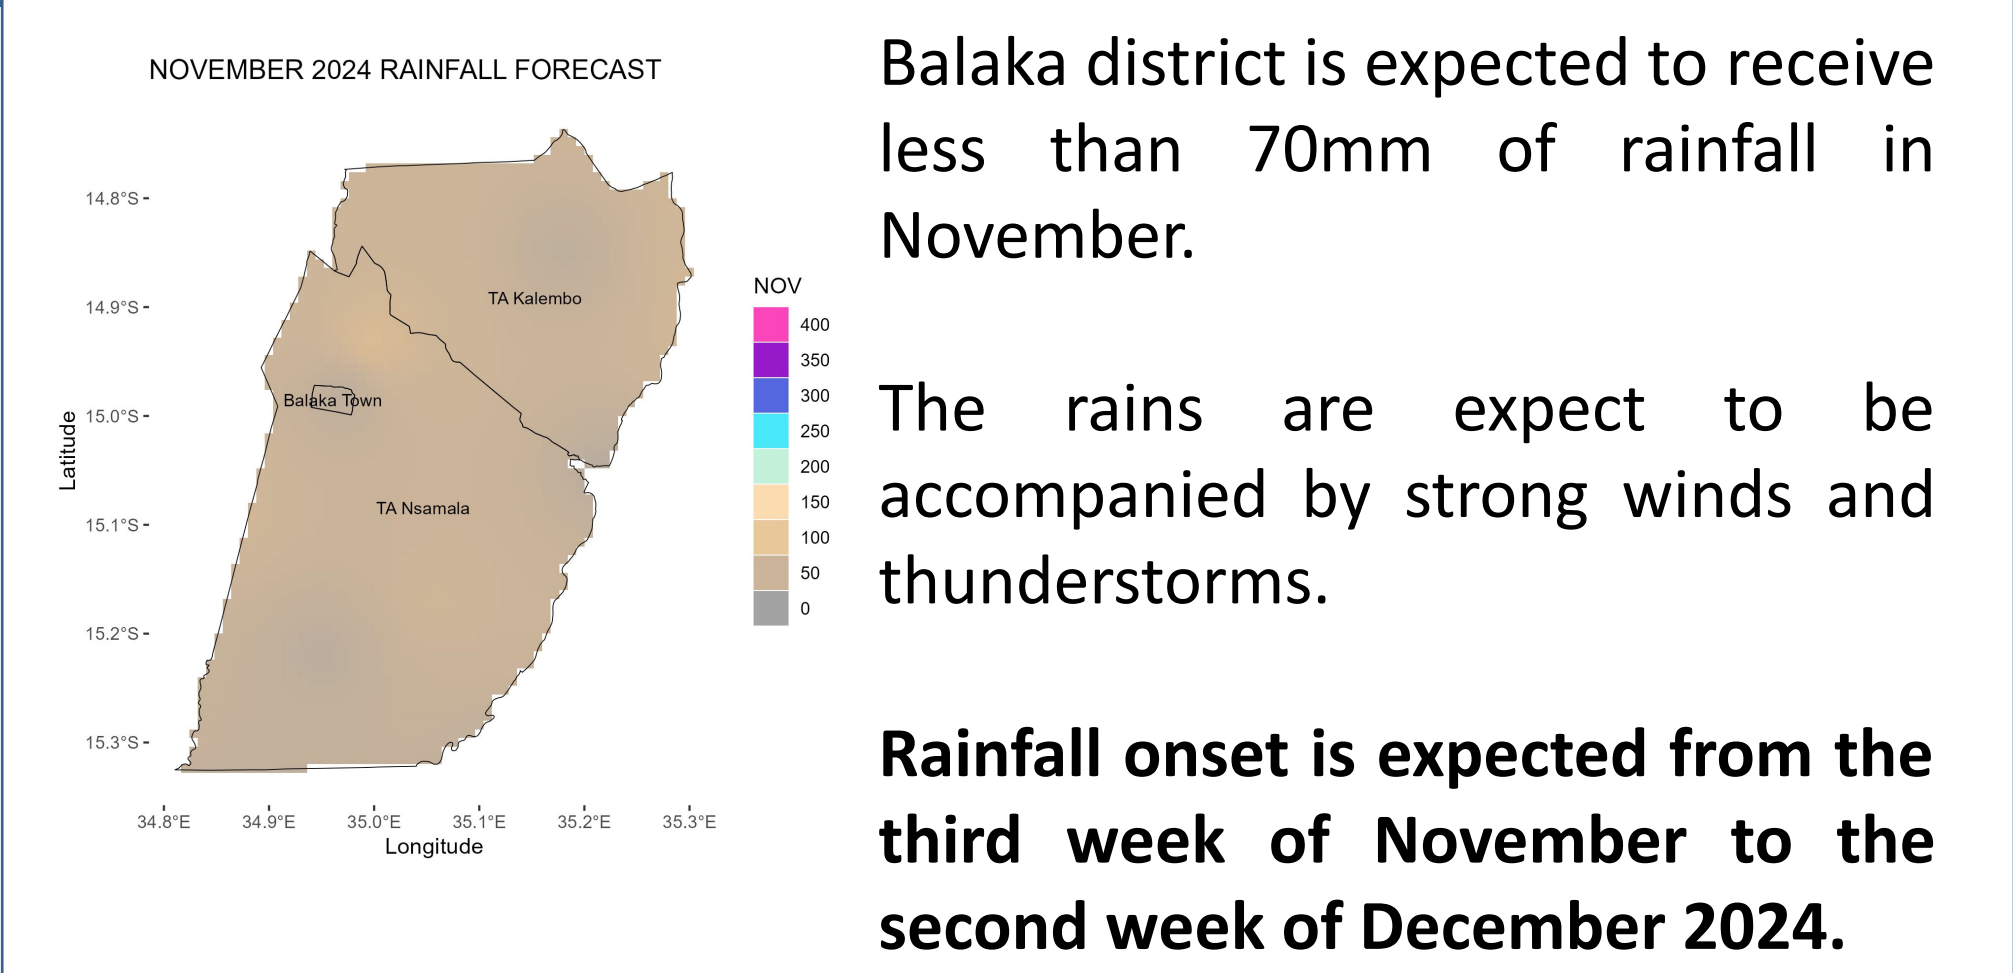 NOVEMBER 2024 RAINFALL FORECAST
14.8°S
14.9°S
15.0°S
15.1°S
15.2°S
15.3°S
Latitude
TA Kalembo
Balaka Town
TA Nsamala
34.8°E 34.9°E 35.0°E 35.1°E 35.2°E 35.3°E
Longitude
NOV
400
350
300
250
200
150
100
50
0
Balaka district is expected to receive
less than 70mm of rainfall in
November.
The rains are expect to be
accompanied by strong winds and
thunderstorms.
Rainfall onset is expected from the
third week of November to the
second week of December 2024.